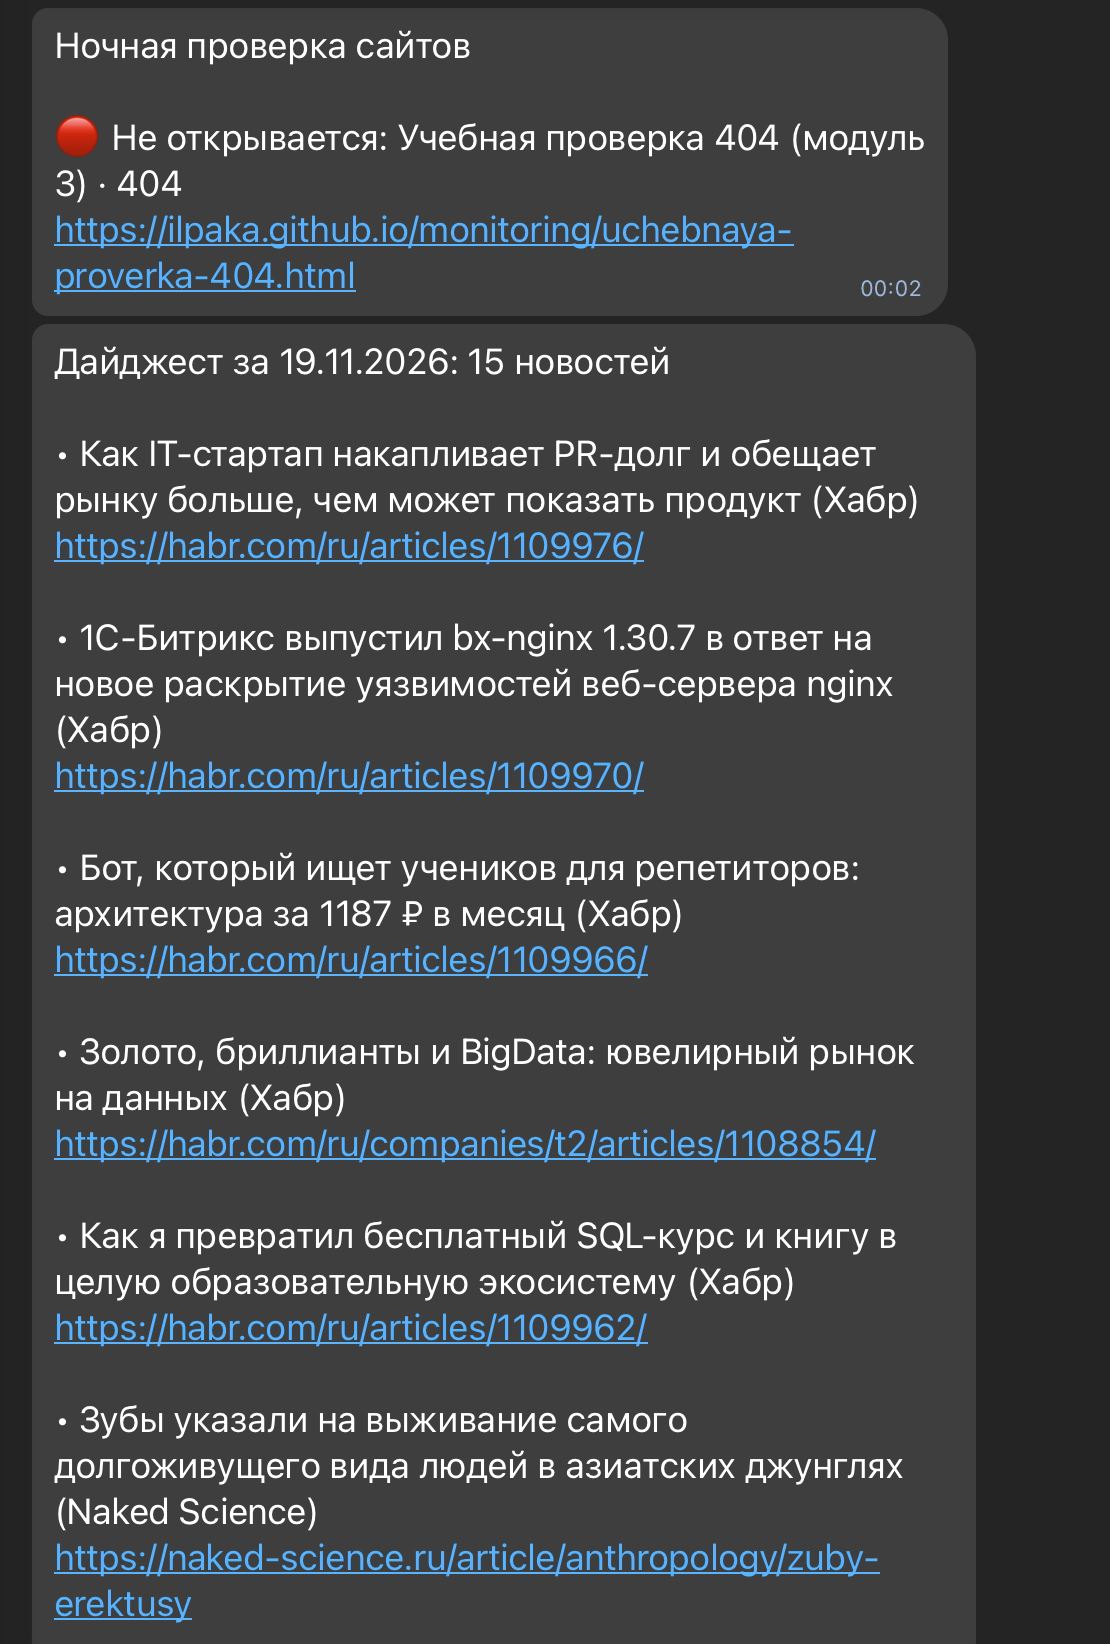 Ночная проверка сайтов
🔴 Не открывается: Учебная проверка 404 (модуль
3) · 404
https://ilpaka.github.io/monitoring/uchebnaya-
proverka-404.html
00:02
Дайджест за 19.11.2026: 15 новостей
• Как IT-стартап накапливает PR-долг и обещает
рынку больше, чем может показать продукт (Хабр)
https://habr.com/ru/articles/1109976/
• 1С-Битрикс выпустил bx-nginx 1.30.7 в ответ на
новое раскрытие уязвимостей веб-сервера nginx
(Хабр)
https://habr.com/ru/articles/1109970/
• Бот, который ищет учеников для репетиторов:
архитектура за 1187 ₽ в месяц (Хабр)
https://habr.com/ru/articles/1109966/
• Золото, бриллианты и BigData: ювелирный рынок
на данных (Хабр)
https://habr.com/ru/companies/t2/articles/1108854/
• Как я превратил бесплатный SQL-курс и книгу в
целую образовательную экосистему (Хабр)
https://habr.com/ru/articles/1109962/
• Зубы указали на выживание самого
долгоживущего вида людей в азиатских джунглях
(Naked Science)
https://naked-science.ru/article/anthropology/zuby-
erektusy